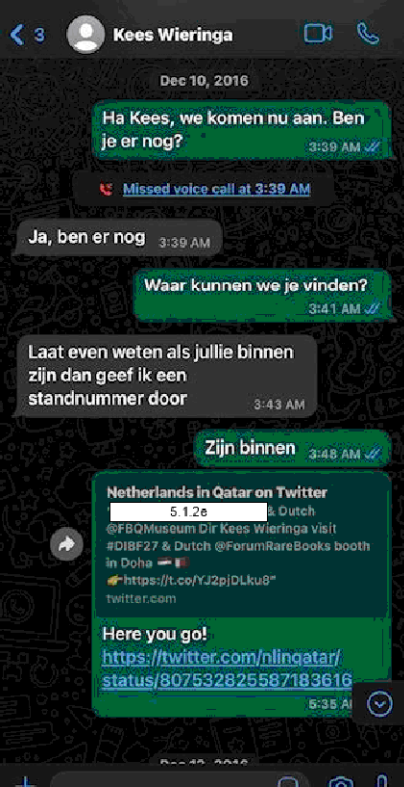 3
Kees Wieringa
Dec 10, 2016
Ha Kees, we komen nu aan. Ben
je er nog?
3:39 AM
Missed voice call at 3:39 AM
Ja, ben er nog 3:39 AM
Waar kunnen we je vinden?
3:41 AM
Laat even weten als jullie binnen
zijn dan geef ik een
standnummer door
3:43 AM
Zijn binnen 3:48 AM
Netherlands in Qatar on Twitter
5.1.2e & Dutch
@FBQMuseum Dir Kees Wieringa visit
#DIBF27 & Dutch @ForumRareBooks booth
in Doha 🇳🇱 🇶🇦
👉https://t.co/YJ2pjDLku8"
twitter.com
Here you go!
https://twitter.com/nlinqatar/
status/807532825587183616
5:35 A